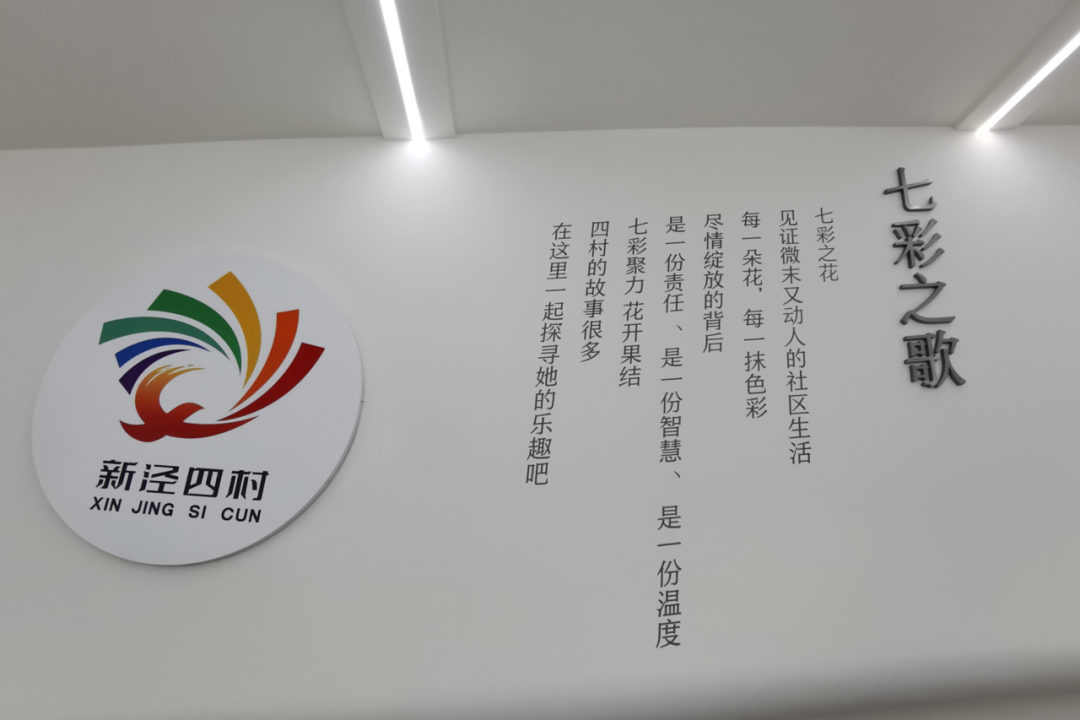 七彩之歌
七彩之花
见证微末又动人的社区生活
每一朵花，每一抹色彩
尽情绽放的背后
是一份责任、是一份智慧、是一份温度
七彩聚力 花开果结
四村的故事很多
在这里一起探寻她的乐趣吧
新泾四村
XIN JING SI CUN